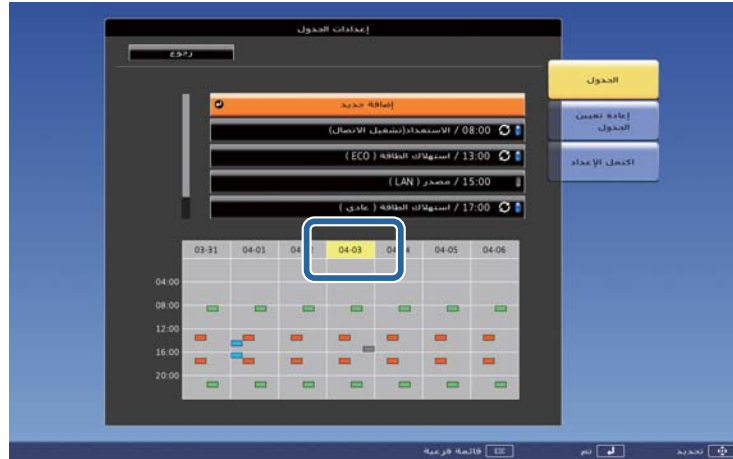 إعدادات الجدول
رجوع
الجدول
إعادة تعيين
الجدول
اكتمل الإعداد
إضافة جديد
08:00 / الاستعداد(تشغيل الاتصال)
13:00 / استهلاك الطاقة ( ECO )
15:00 / مصدر ( LAN )
17:00 / استهلاك الطاقة ( عادي )
03-31 04-01 04-03 04-05 04-06
04:00
08:00
12:00
16:00
20:00
تحديد تم Esc قائمة فرعية